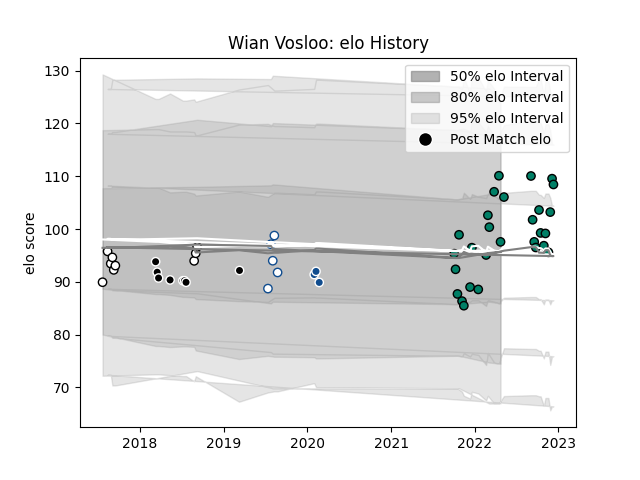 Wian Vosloo: elo History
50% elo Interval
80% elo Interval
95% elo Interval
Post Match elo
elo score
130
120
110
100
90
80
70
2018 2019 2020 2021 2022 2023